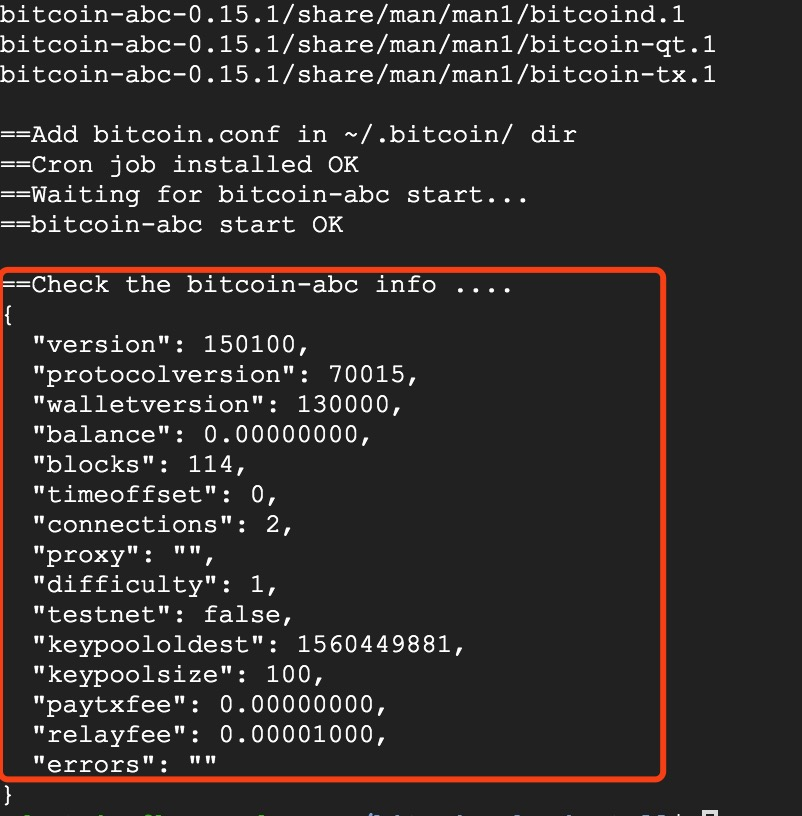 bitcoin-abc-0.15.1/share/man/man1/bitcoind.1
bitcoin-abc-0.15.1/share/man/man1/bitcoin-qt.1
bitcoin-abc-0.15.1/share/man/man1/bitcoin-tx.1
==Add bitcoin.conf in ~/.bitcoin/ dir
==Cron job installed OK
==Waiting for bitcoin-abc start...
==bitcoin-abc start OK
==Check the bitcoin-abc info ....
{
"version": 150100,
"protocolversion": 70015,
"walletversion": 130000,
"balance": 0.00000000,
"blocks": 114,
"timeoffset": 0,
"connections": 2,
"proxy": "",
"difficulty": 1,
"testnet": false,
"keypoololdest": 1560449881,
"keypoolsize": 100,
"paytxfee": 0.00000000,
"relayfee": 0.00001000,
"errors": ""
}